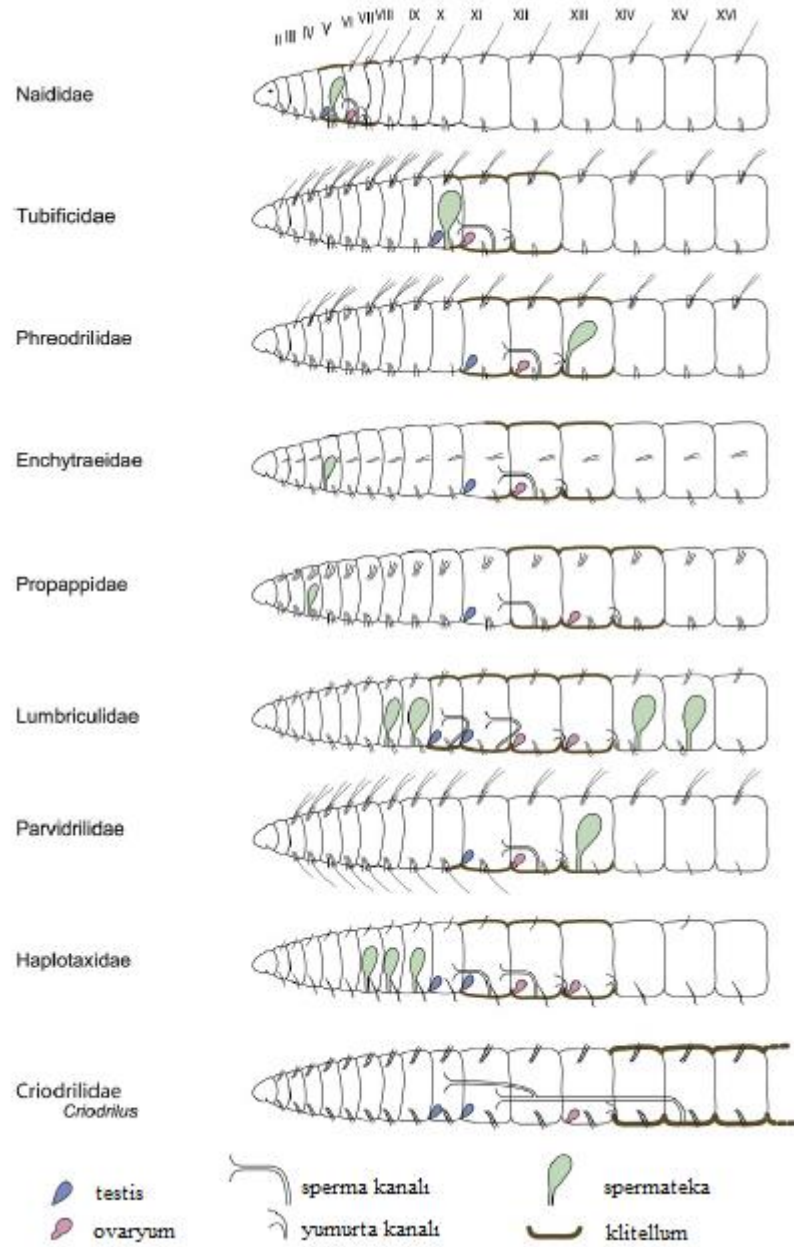 II III IV V VI VII VIII IX X XI XII XIII XIV XV XVI
Naididae
Tubificidae
Phreodrilidae
Enchytraeidae
Propappidae
Lumbriculidae
Parvidrilidae
Haplotaxidae
Criodrilidae
Criodrilus
testis sperma kanalı spermateka
ovaryum yumurta kanalı klitellum